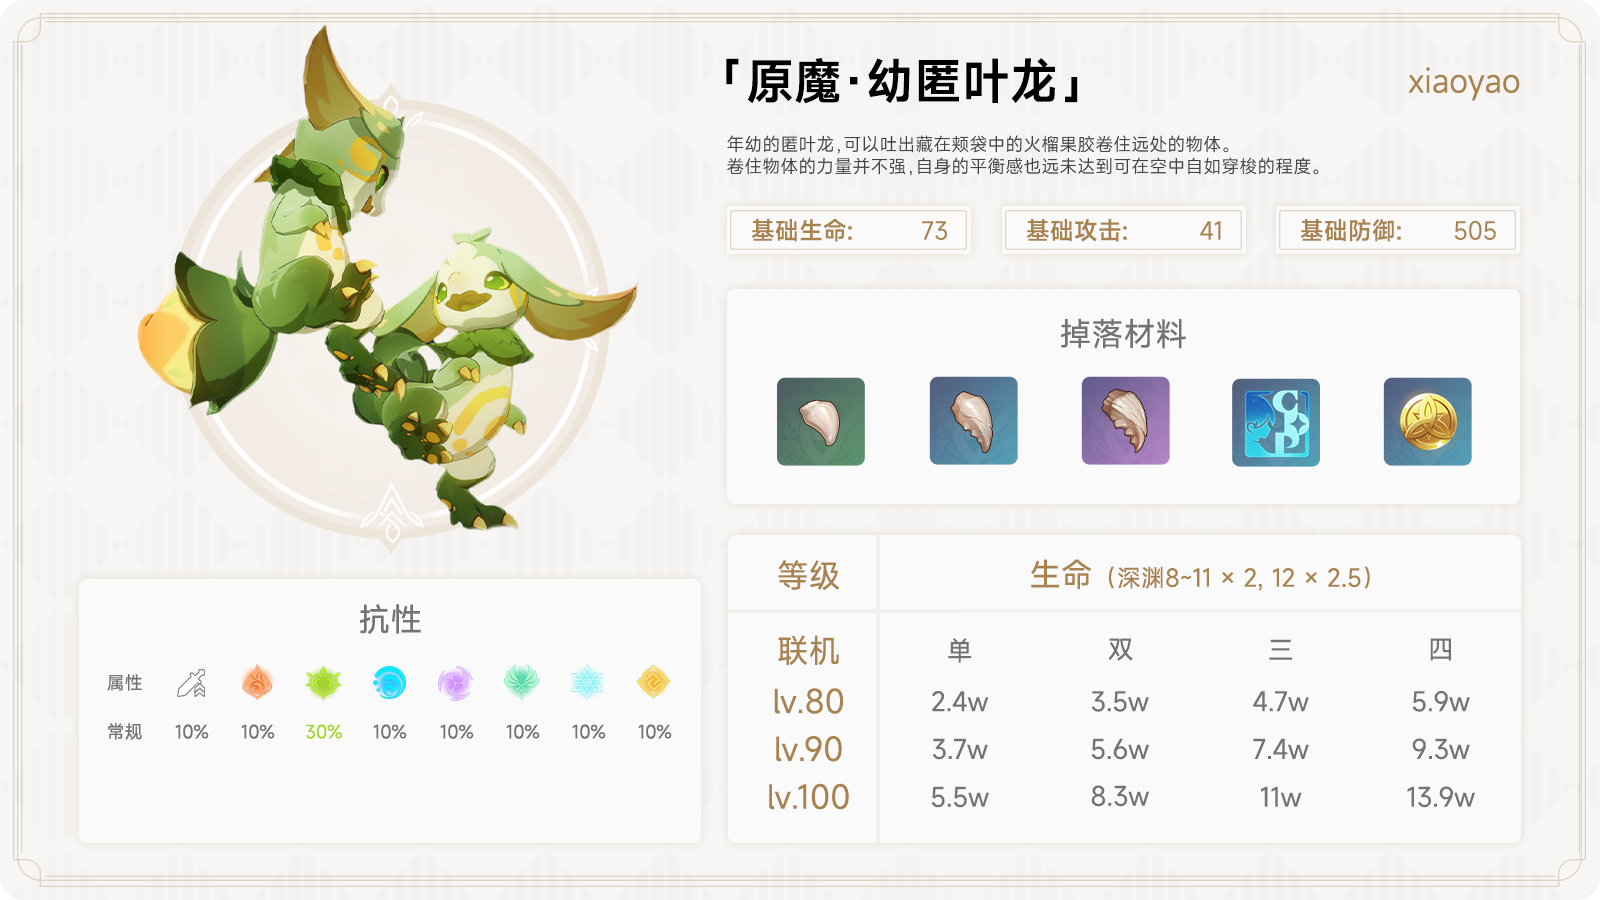 「原魔·幼匿叶龙」
xiaoyao
年幼的匿叶龙,可以吐出藏在颊袋中的火榴果胶卷住远处的物体。
卷住物体的力量并不强,自身的平衡感也远未达到可在空中自如穿梭的程度。
基础生命: 73
基础攻击: 41
基础防御: 505
掉落材料
CPP
抗性
属性
常规 10% 10% 30% 10% 10% 10% 10% 10%
等级 生命 (深渊8~11 × 2, 12 × 2.5)
联机 单 双 三 四
lv.80 2.4w 3.5w 4.7w 5.9w
lv.90 3.7w 5.6w 7.4w 9.3w
lv.100 5.5w 8.3w 11w 13.9w